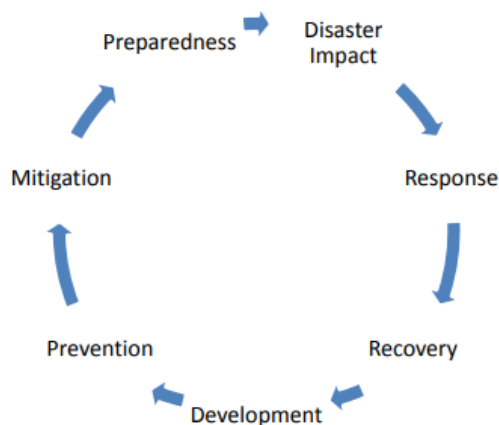 Preparedness
Disaster
Impact
Response
Recovery
Development
Prevention
Mitigation